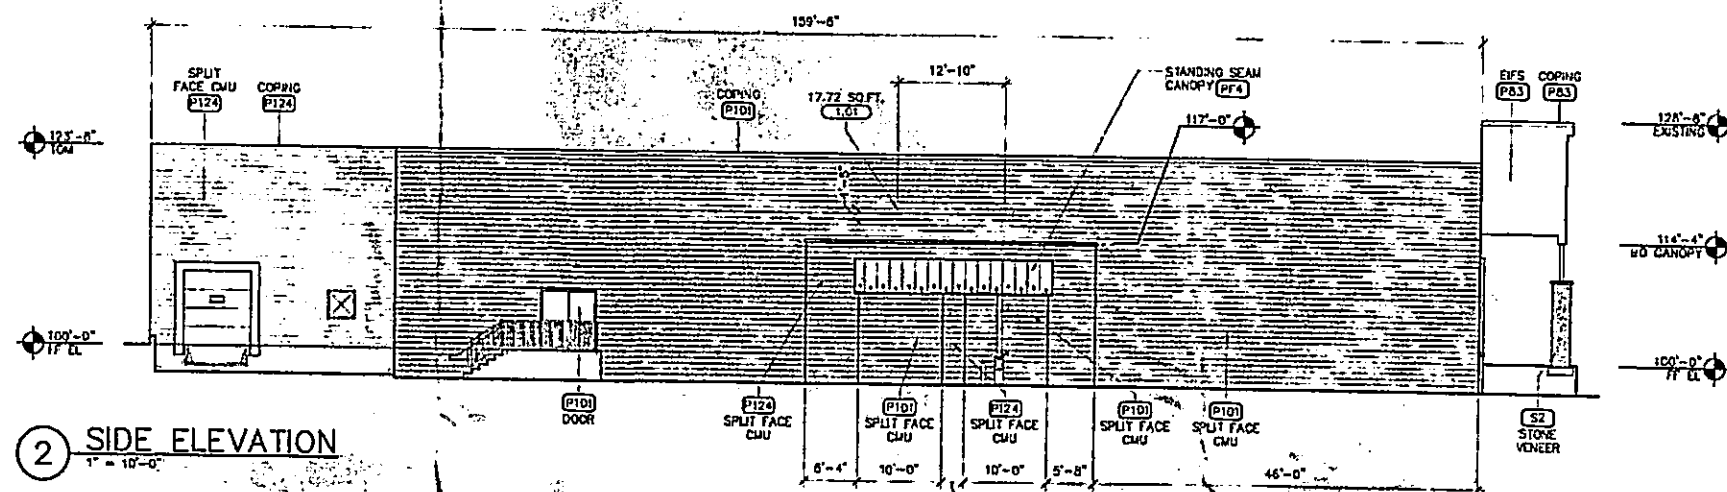 159'-6"
SPLIT
FACE CMU
P124
COPING
P124
COPING
P101
17.72 SQ.FT.
1.01
12'-10"
STANDING SEAM
CANOPY PF4
117'-0"
EIFS
P83
COPING
P83
123'-8"
128'-8"
EXISTING
114'-4"
CANOPY
100'-0"
FF EL
100'-0"
FF EL
P101
DOOR
P124
SPLIT FACE
CMU
P101
SPLIT FACE
CMU
P124
SPLIT FACE
CMU
P101
SPLIT FACE
CMU
P101
SPLIT FACE
CMU
S2
STONE
VENEER
2 SIDE ELEVATION
1" = 10'-0"
6'-4"
10'-0"
10'-0"
5'-8"
46'-0"